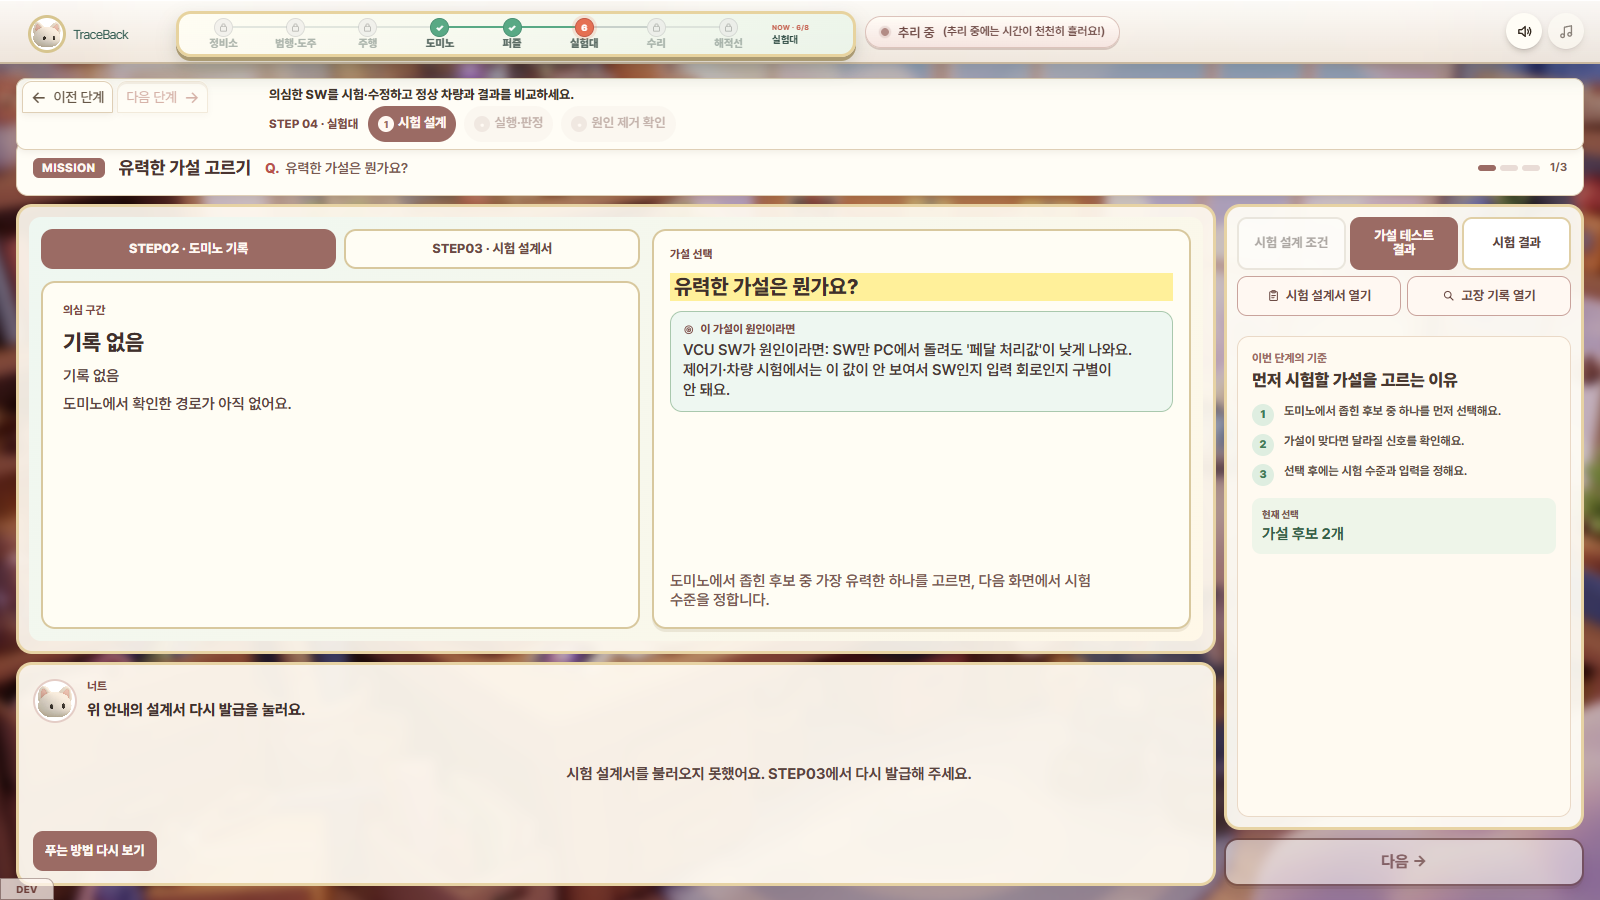 TraceBack
정비소
범행·도주
주행
도미노
퍼즐
6
실험대
수리
해적선
NOW · 6/8
실험대
추리 중 (추리 중에는 시간이 천천히 흘러요!)
← 이전 단계
다음 단계 →
의심한 SW를 시험·수정하고 정상 차량과 결과를 비교하세요.
STEP 04 · 실험대
1 시험 설계
실행·판정
원인 제거 확인
MISSION 유력한 가설 고르기 Q. 유력한 가설은 뭔가요?
1/3
STEP02 · 도미노 기록
STEP03 · 시험 설계서
의심 구간
기록 없음
기록 없음
도미노에서 확인한 경로가 아직 없어요.
가설 선택
유력한 가설은 뭔가요?
이 가설이 원인이라면
VCU SW가 원인이라면: SW만 PC에서 돌려도 '페달 처리값'이 낮게 나와요.
제어기·차량 시험에서는 이 값이 안 보여서 SW인지 입력 회로인지 구별이
안 돼요.
도미노에서 좁힌 후보 중 가장 유력한 하나를 고르면, 다음 화면에서 시험
수준을 정합니다.
시험 설계 조건
가설 테스트
결과
시험 결과
시험 설계서 열기
고장 기록 열기
이번 단계의 기준
먼저 시험할 가설을 고르는 이유
1 도미노에서 좁힌 후보 중 하나를 먼저 선택해요.
2 가설이 맞다면 달라질 신호를 확인해요.
3 선택 후에는 시험 수준과 입력을 정해요.
현재 선택
가설 후보 2개
너트
위 안내의 설계서 다시 발급을 눌러요.
시험 설계서를 불러오지 못했어요. STEP03에서 다시 발급해 주세요.
푸는 방법 다시 보기
다음 →
DEV